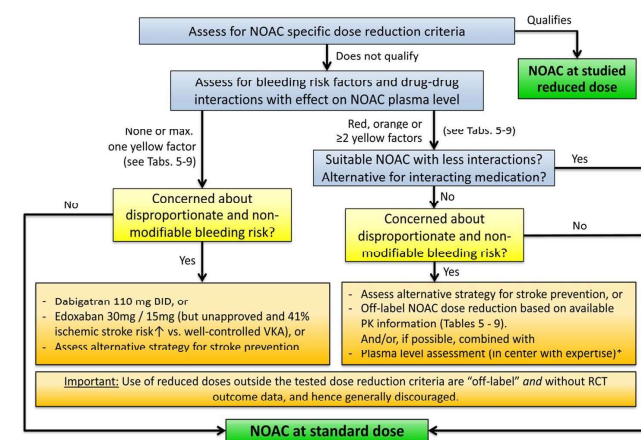 Assess for NOAC specific dose reduction criteria
Qualifies
Does not qualify
NOAC at studied
reduced dose
Assess for bleeding risk factors and drug-drug
interactions with effect on NOAC plasma level
None or max.
one yellow factor
(see Tabs. 5-9)
Red, orange or
≥2 yellow factors
(see Tabs. 5-9)
Suitable NOAC with less interactions?
Alternative for interacting medication?
Yes
No
No
Concerned about
disproportionate and non-
modifiable bleeding risk?
Concerned about
disproportionate and non-
modifiable bleeding risk?
No
Yes
Yes
- Dabigatran 110 mg BID, or
- Edoxaban 30mg / 15mg (but unapproved and 41%
ischemic stroke risk↑ vs. well-controlled VKA), or
- Assess alternative strategy for stroke prevention
- Assess alternative strategy for stroke prevention, or
- Off-label NOAC dose reduction based on available
PK information (Tables 5 - 9).
And/or, if possible, combined with
- Plasma level assessment (in center with expertise)⁺
Important: Use of reduced doses outside the tested dose reduction criteria are “off-label” and without RCT
outcome data, and hence generally discouraged.
NOAC at standard dose